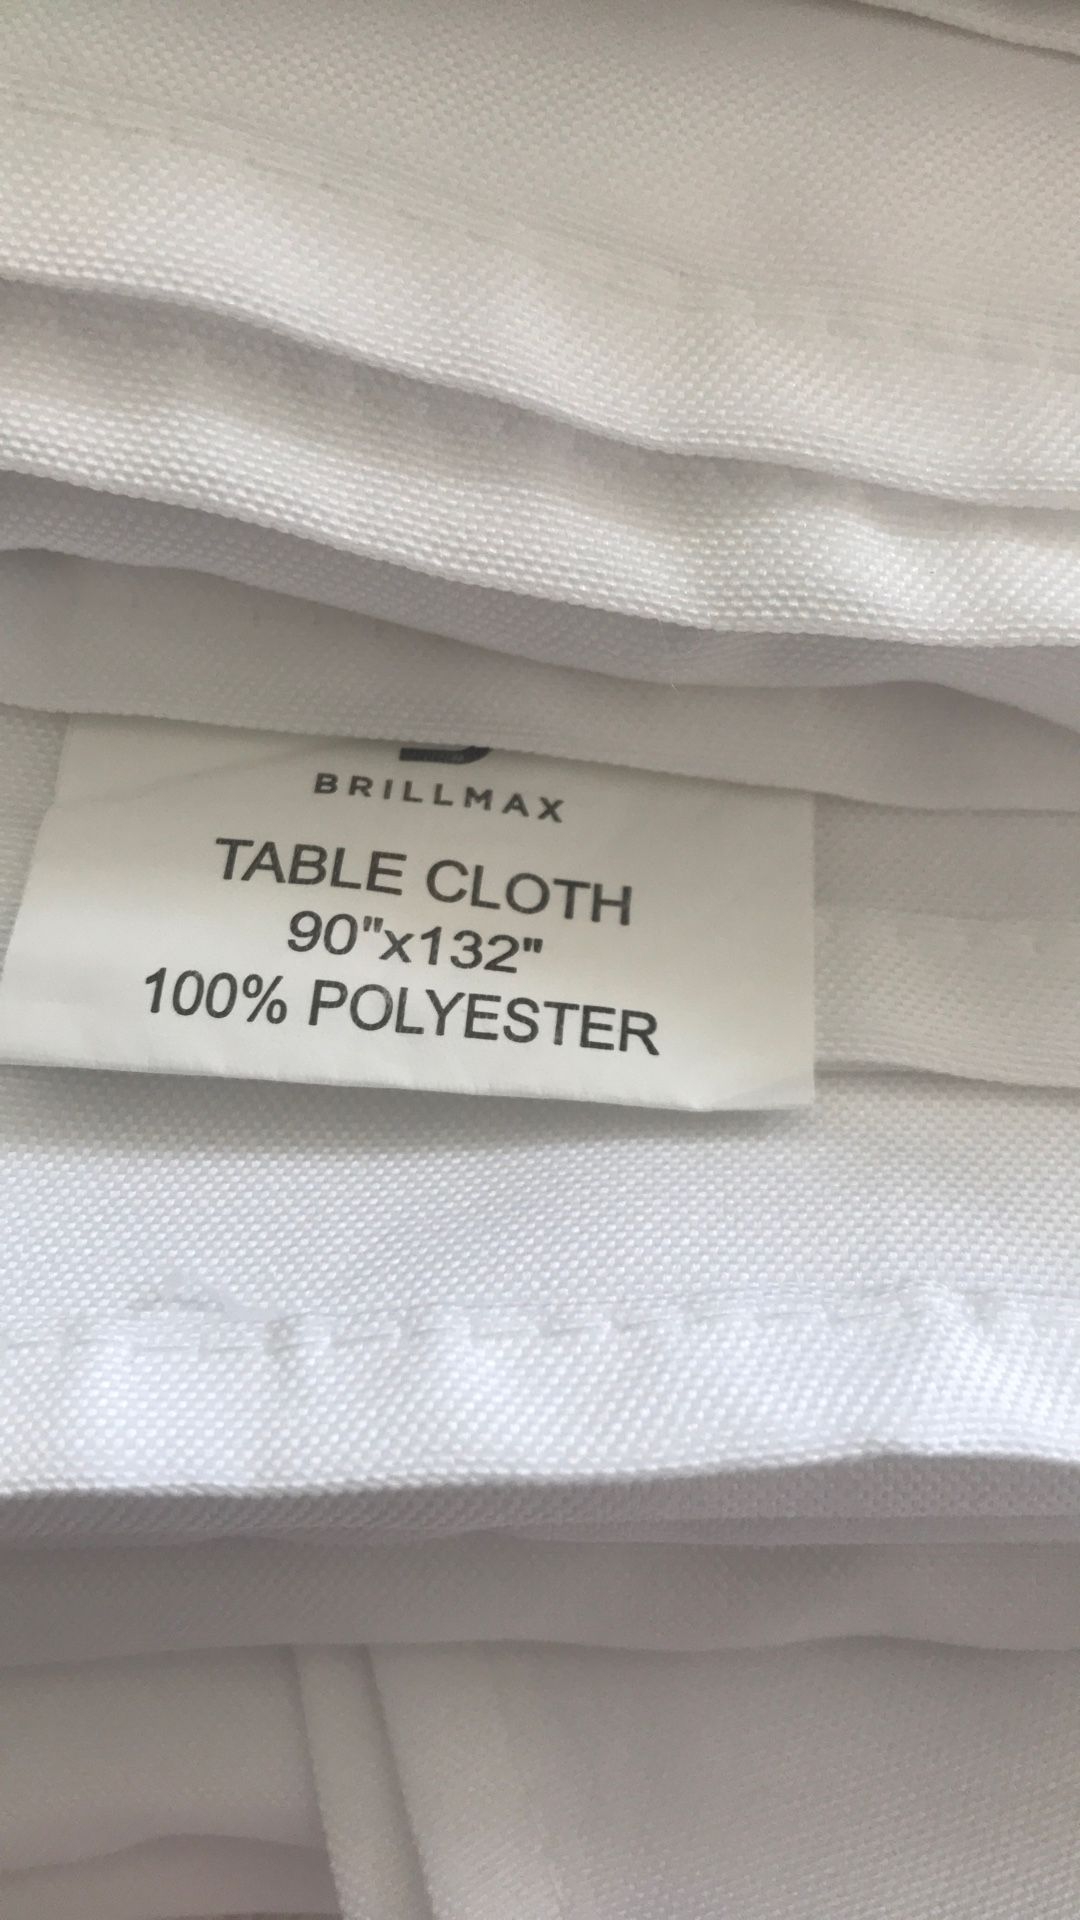 BRILLMAX
TABLE CLOTH
90"x132"
100% POLYESTER